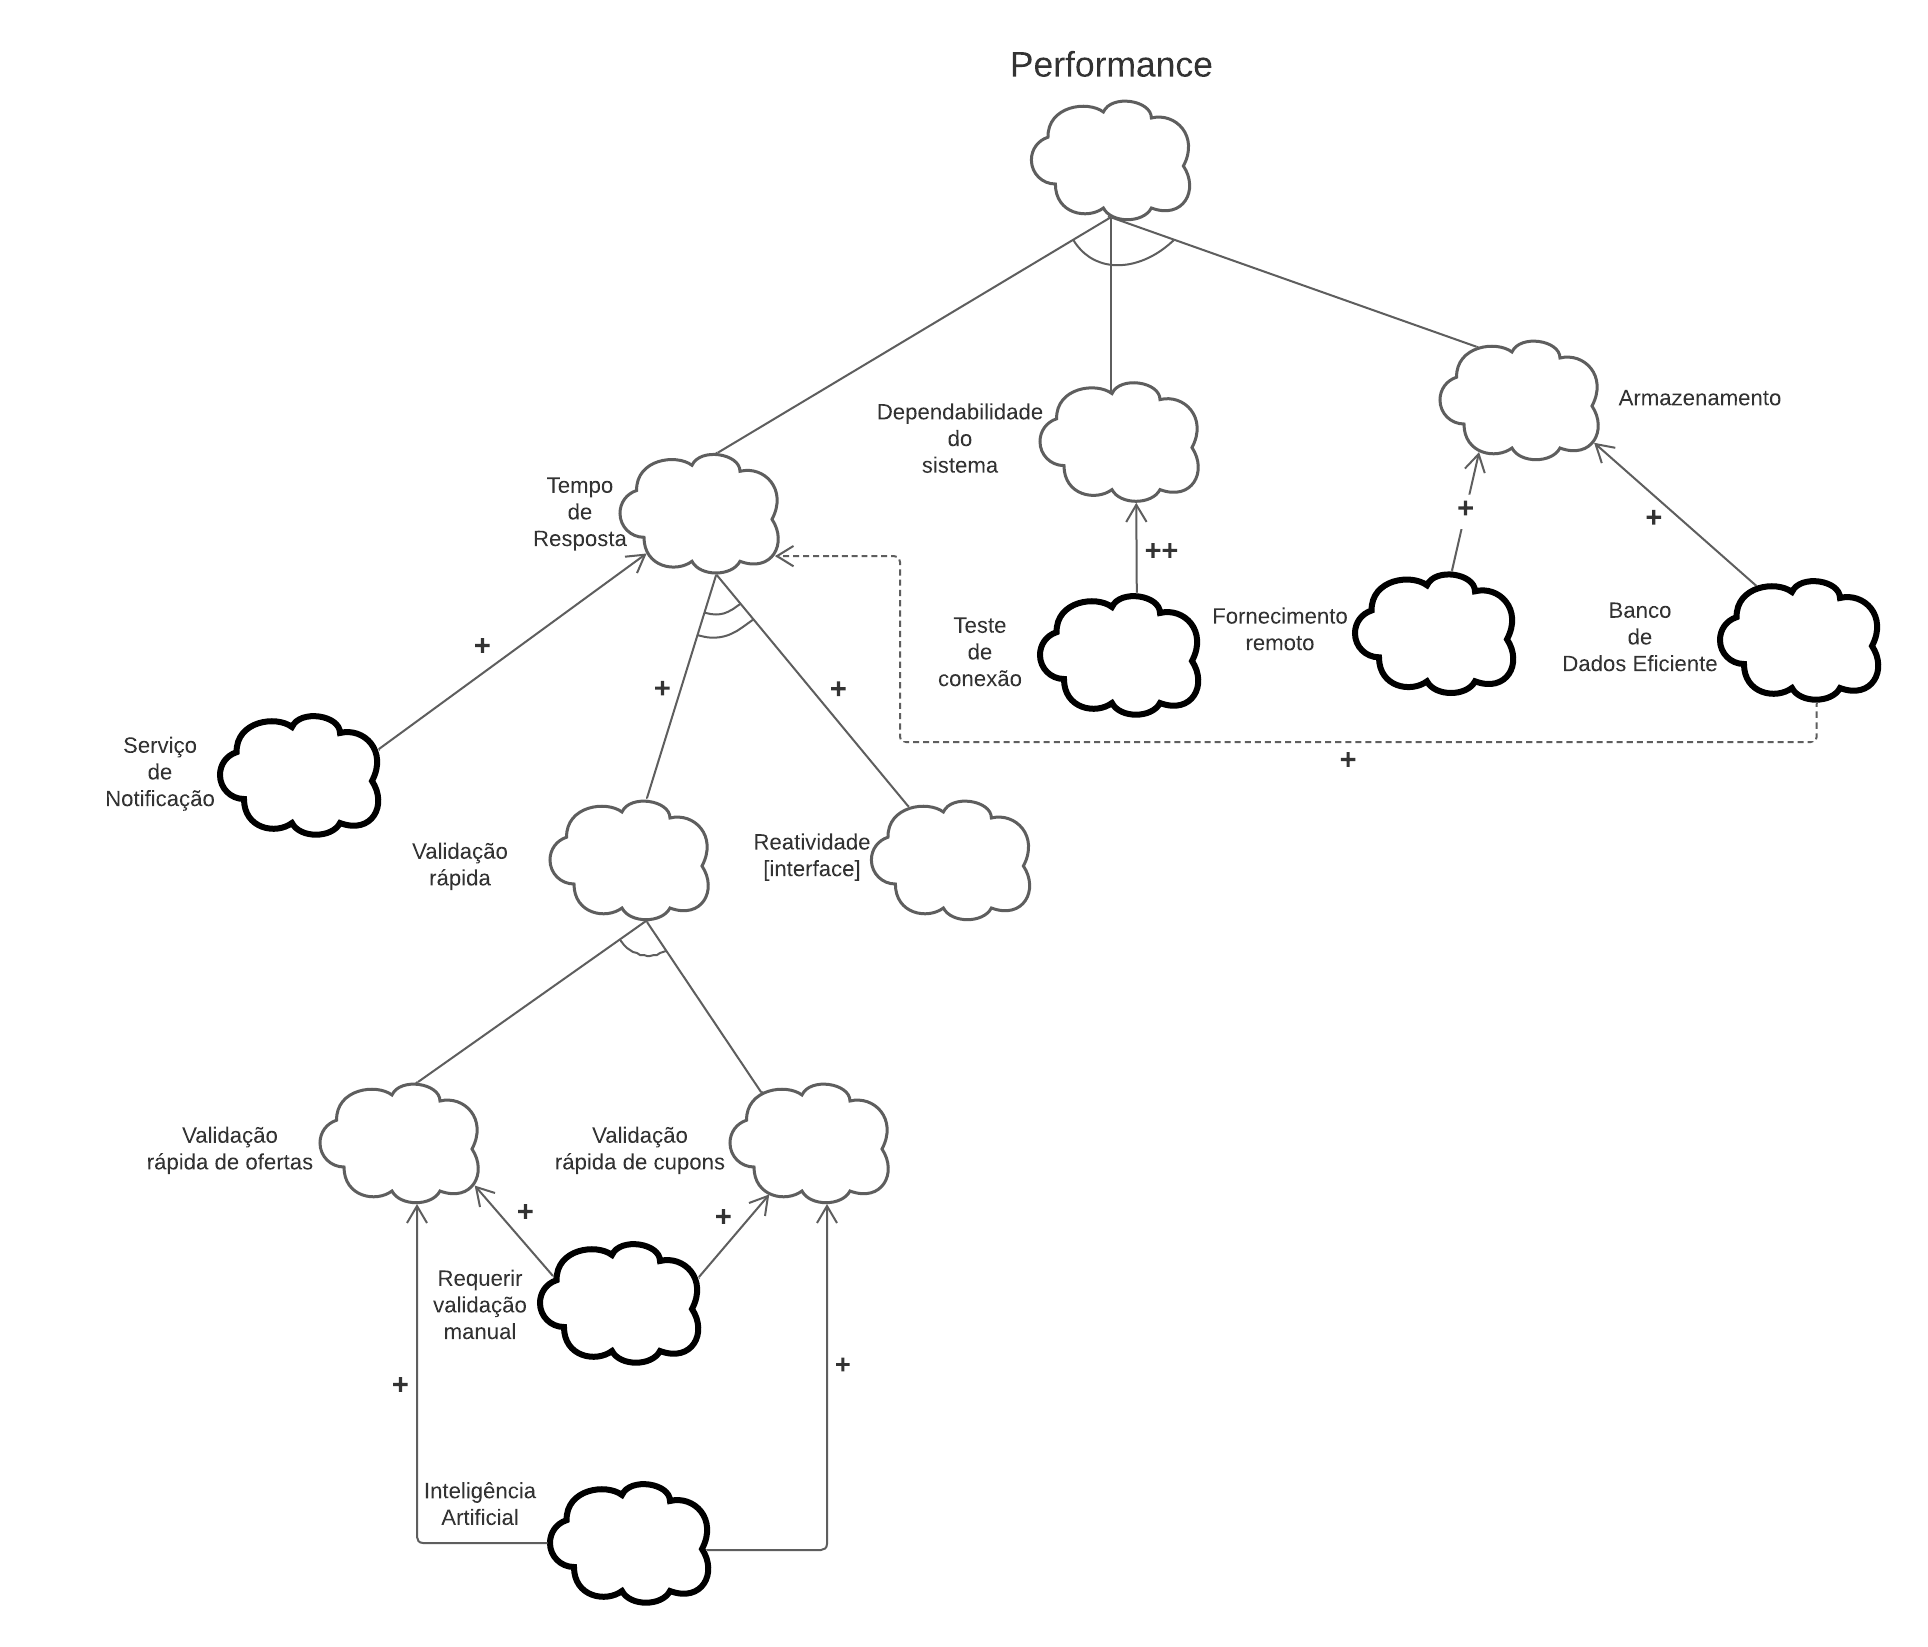 Performance
Dependabilidade
do
sistema
Armazenamento
Tempo
de
Resposta
+
+
++
Teste
de
conexão
Fornecimento
remoto
Banco
de
Dados Eficiente
+
+
+
+
Serviço
de
Notificação
Validação
rápida
Reatividade
[interface]
Validação
rápida de ofertas
Validação
rápida de cupons
+
+
Requerir
validação
manual
+
+
Inteligência
Artificial